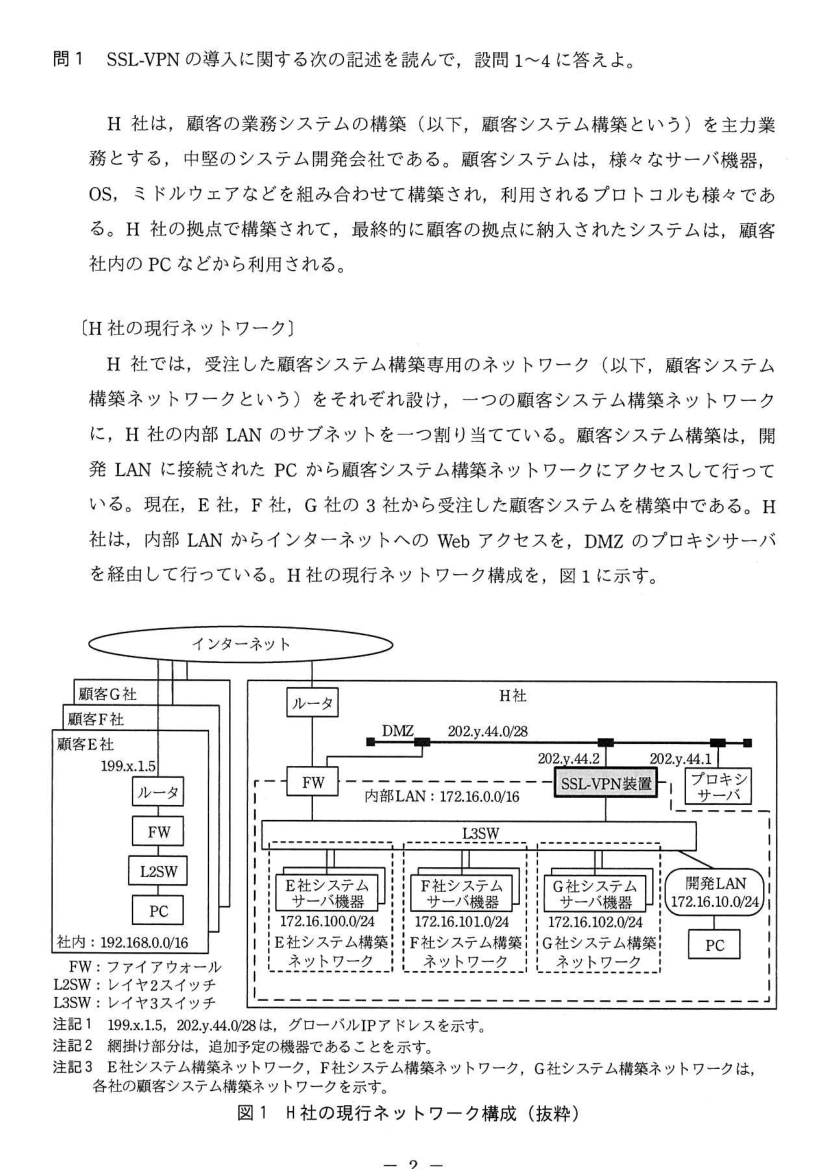 問1 SSL-VPN の導入に関する次の記述を読んで，設問 1〜4 に答えよ。
H 社は，顧客の業務システムの構築（以下，顧客システム構築という）を主力業
務とする，中堅のシステム開発会社である。顧客システムは，様々なサーバ機器，
OS，ミドルウェアなどを組み合わせて構築され，利用されるプロトコルも様々であ
る。H 社の拠点で構築されて，最終的に顧客の拠点に納入されたシステムは，顧客
社内の PC などから利用される。
〔H 社の現行ネットワーク〕
H 社では，受注した顧客システム構築専用のネットワーク（以下，顧客システム
構築ネットワークという）をそれぞれ設け，一つの顧客システム構築ネットワーク
に，H 社の内部 LAN のサブネットを一つ割り当てている。顧客システム構築は，開
発 LAN に接続された PC から顧客システム構築ネットワークにアクセスして行って
いる。現在，E 社，F 社，G 社の 3 社から受注した顧客システムを構築中である。H
社は，内部 LAN からインターネットへの Web アクセスを，DMZ のプロキシサーバ
を経由して行っている。H 社の現行ネットワーク構成を，図 1 に示す。
インターネット
顧客G社
顧客F社
顧客E社
199.x.1.5
ルータ
FW
L2SW
PC
社内：192.168.0.0/16
H社
ルータ
DMZ 202.y.44.0/28
202.y.44.2
202.y.44.1
FW
SSL-VPN装置
プロキシ
サーバ
内部LAN：172.16.0.0/16
L3SW
E社システム
サーバ機器
172.16.100.0/24
E社システム構築
ネットワーク
F社システム
サーバ機器
172.16.101.0/24
F社システム構築
ネットワーク
G社システム
サーバ機器
172.16.102.0/24
G社システム構築
ネットワーク
開発LAN
172.16.10.0/24
PC
FW：ファイアウォール
L2SW：レイヤ2スイッチ
L3SW：レイヤ3スイッチ
注記1 199.x.1.5，202.y.44.0/28は，グローバルIPアドレスを示す。
注記2 網掛け部分は，追加予定の機器であることを示す。
注記3 E社システム構築ネットワーク，F社システム構築ネットワーク，G社システム構築ネットワークは，
各社の顧客システム構築ネットワークを示す。
図1 H社の現行ネットワーク構成（抜粋）
— 2 —